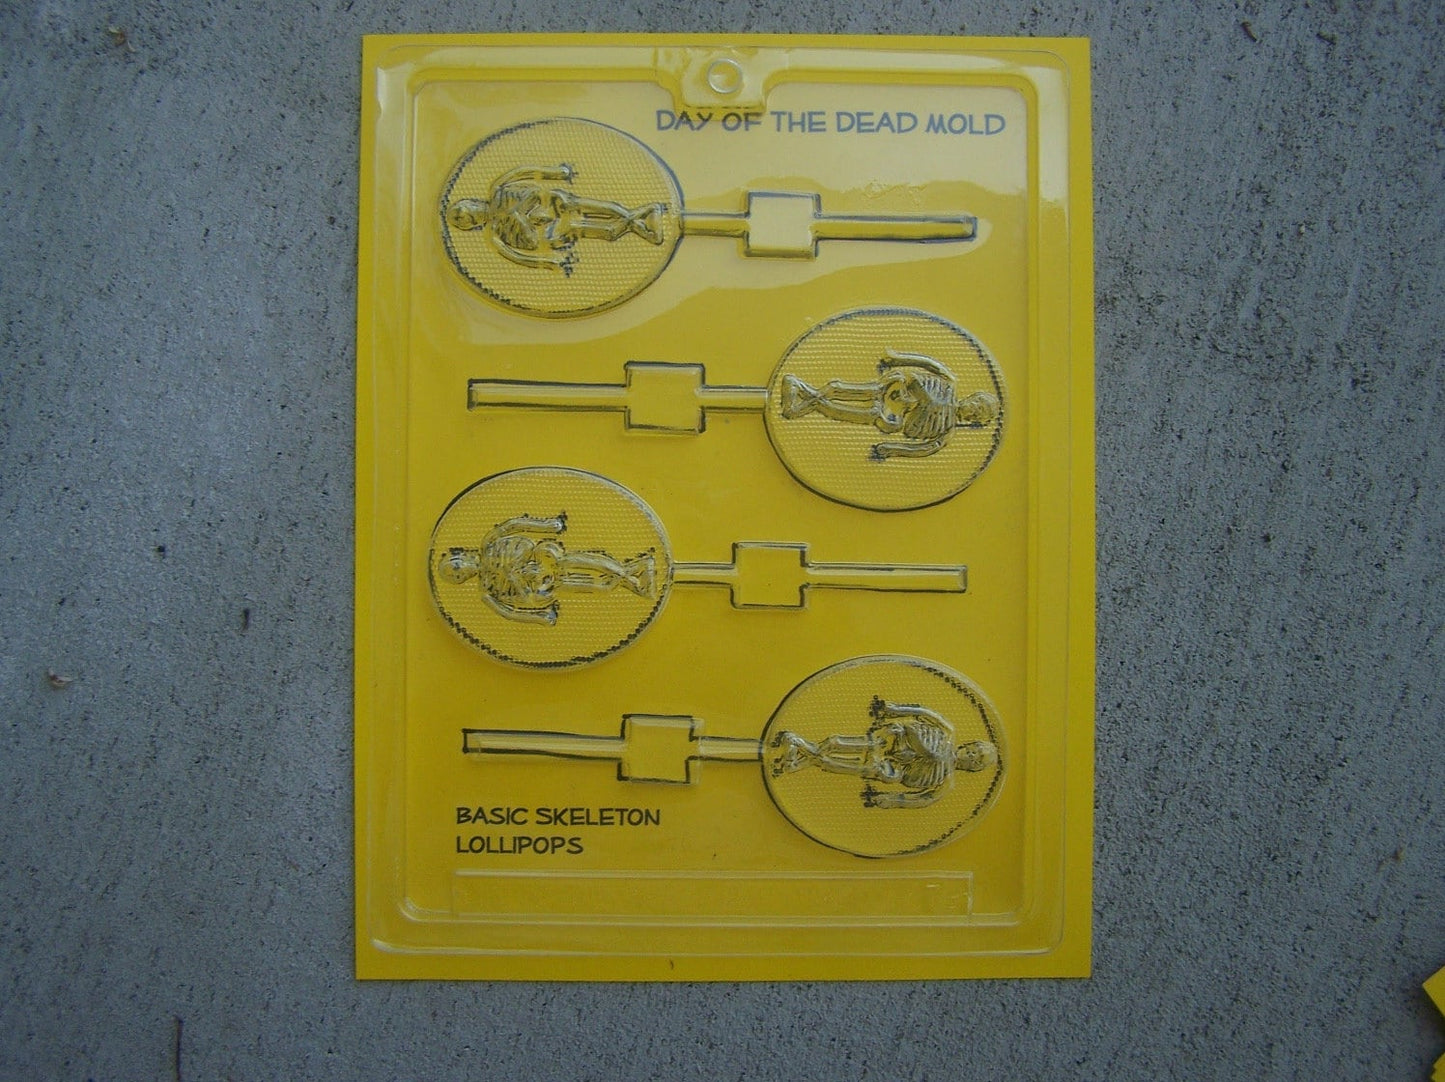 DAY OF THE DEAD MOLD
BASIC SKELETON
LOLLIPOPS